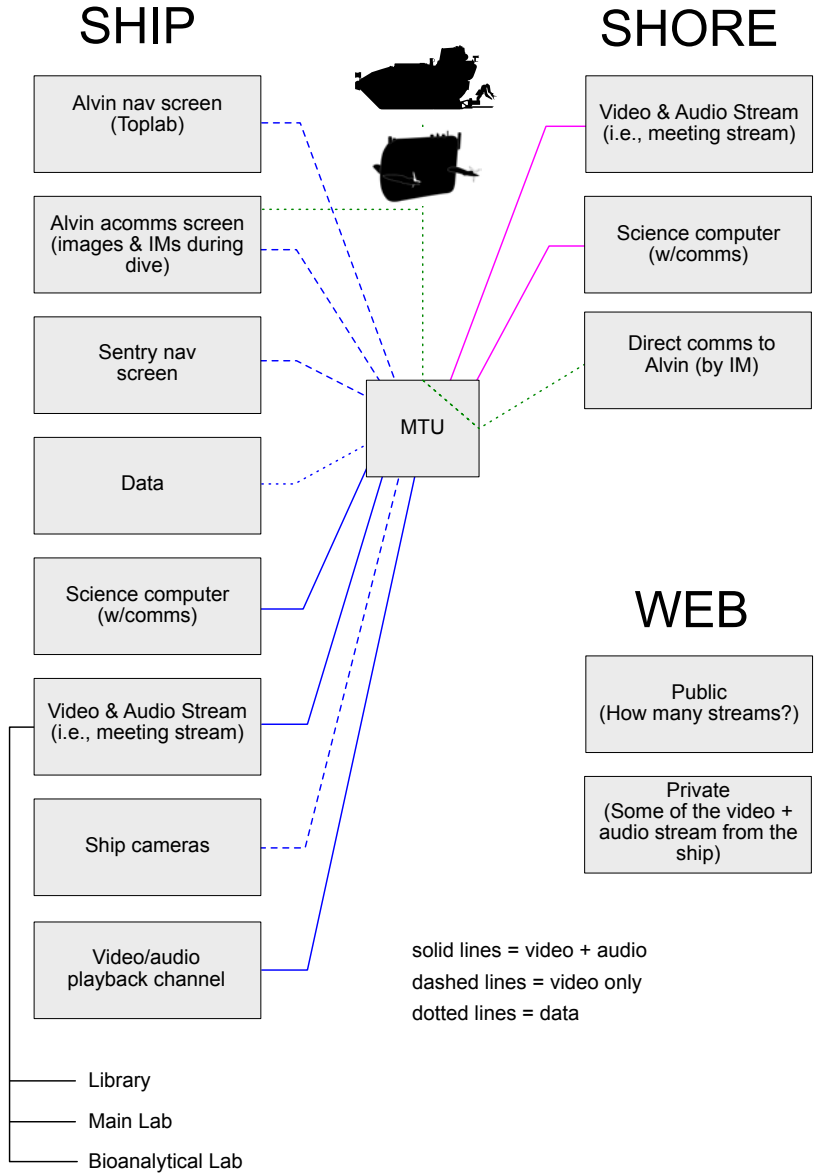 SHIP
Alvin nav screen
(Toplab)
Alvin acomms screen
(images & IMs during
dive)
Sentry nav
screen
Data
Science computer
(w/comms)
Video & Audio Stream
(i.e., meeting stream)
Ship cameras
Video/audio
playback channel
Library
Main Lab
Bioanalytical Lab
MTU
SHORE
Video & Audio Stream
(i.e., meeting stream)
Science computer
(w/comms)
Direct comms to
Alvin (by IM)
WEB
Public
(How many streams?)
Private
(Some of the video +
audio stream from the
ship)
solid lines = video + audio
dashed lines = video only
dotted lines = data